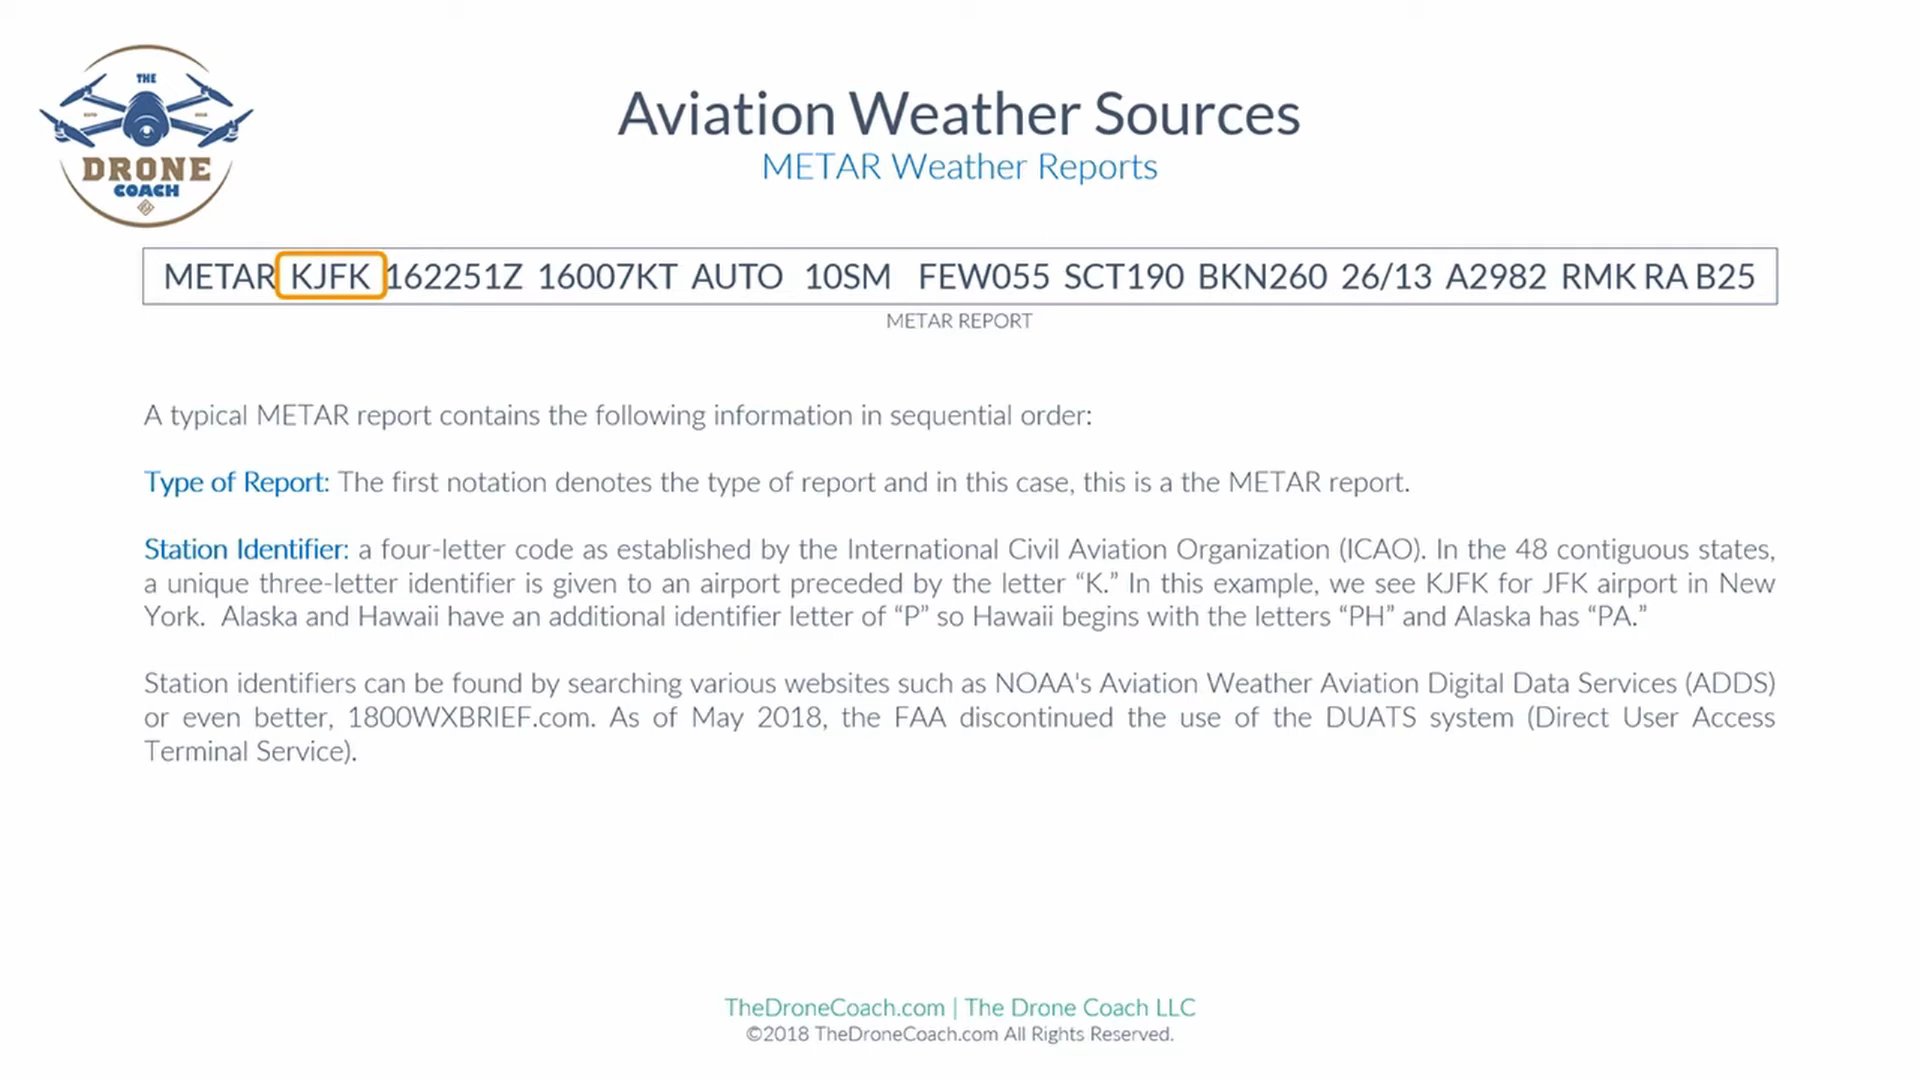 THE
DRONE
COACH
Aviation Weather Sources
METAR Weather Reports
METAR KJFK 162251Z 16007KT AUTO 10SM FEW055 SCT190 BKN260 26/13 A2982 RMK RA B25
METAR REPORT
A typical METAR report contains the following information in sequential order:
Type of Report: The first notation denotes the type of report and in this case, this is a the METAR report.
Station Identifier: a four-letter code as established by the International Civil Aviation Organization (ICAO). In the 48 contiguous states,
a unique three-letter identifier is given to an airport preceded by the letter “K.” In this example, we see KJFK for JFK airport in New
York. Alaska and Hawaii have an additional identifier letter of “P” so Hawaii begins with the letters “PH” and Alaska has “PA.”
Station identifiers can be found by searching various websites such as NOAA's Aviation Weather Aviation Digital Data Services (ADDS)
or even better, 1800WXBRIEF.com. As of May 2018, the FAA discontinued the use of the DUATS system (Direct User Access
Terminal Service).
TheDroneCoach.com | The Drone Coach LLC
©2018 TheDroneCoach.com All Rights Reserved.